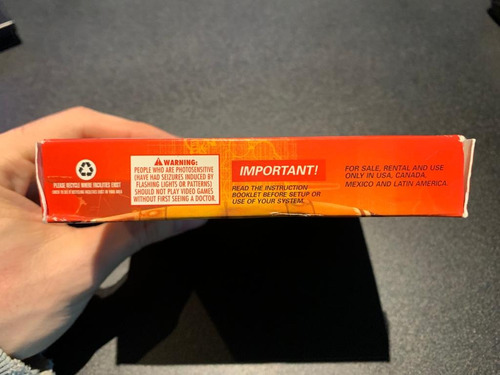 PLEASE RECYCLE WHERE FACILITIES EXIST
⚠ WARNING:
PEOPLE WHO ARE PHOTOSENSITIVE
(HAVE HAD SEIZURES INDUCED BY
FLASHING LIGHTS OR PATTERNS)
SHOULD NOT PLAY VIDEO GAMES
WITHOUT FIRST SEEING A DOCTOR.
IMPORTANT!
READ THE INSTRUCTION
BOOKLET BEFORE SETUP OR
USE OF YOUR SYSTEM.
FOR SALE, RENTAL AND USE
ONLY IN USA, CANADA,
MEXICO AND LATIN AMERICA.